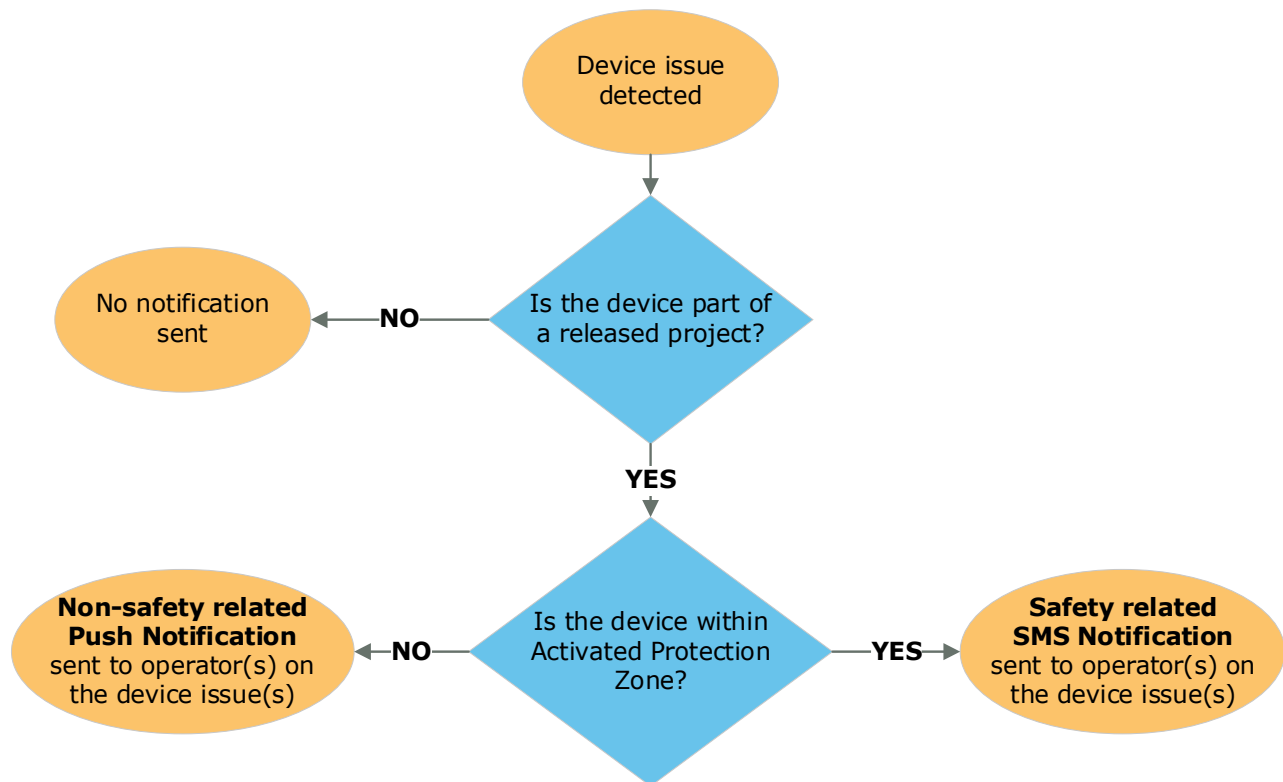 Device issue
detected
Is the device part of
a released project?
NO
No notification
sent
YES
Is the device within
Activated Protection
Zone?
NO
Non-safety related
Push Notification
sent to operator(s) on
the device issue(s)
YES
Safety related
SMS Notification
sent to operator(s) on
the device issue(s)